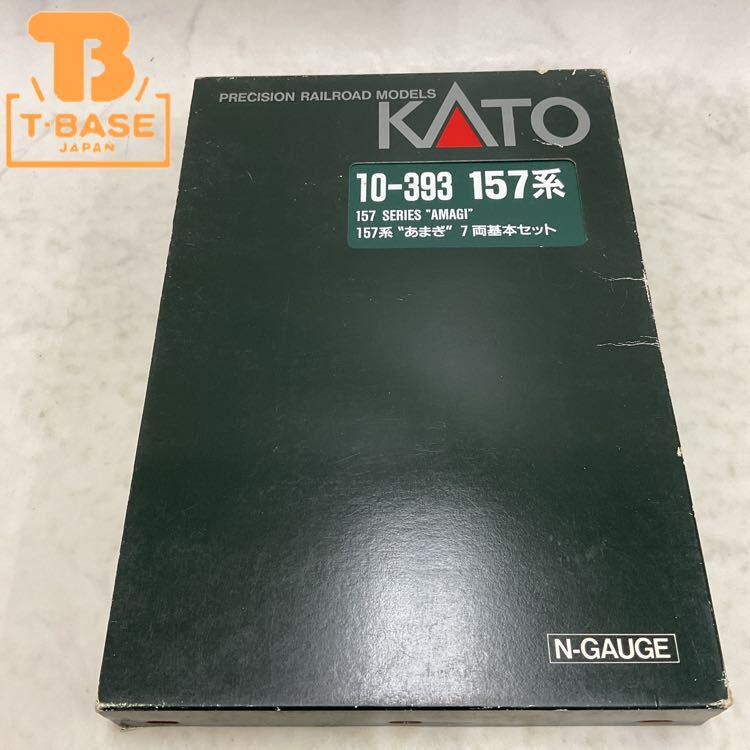 TB
T-BASE
JAPAN
PRECISION RAILROAD MODELS
KATO
10-393 157系
157 SERIES "AMAGI"
157系 "あまぎ" 7両基本セット
N-GAUGE